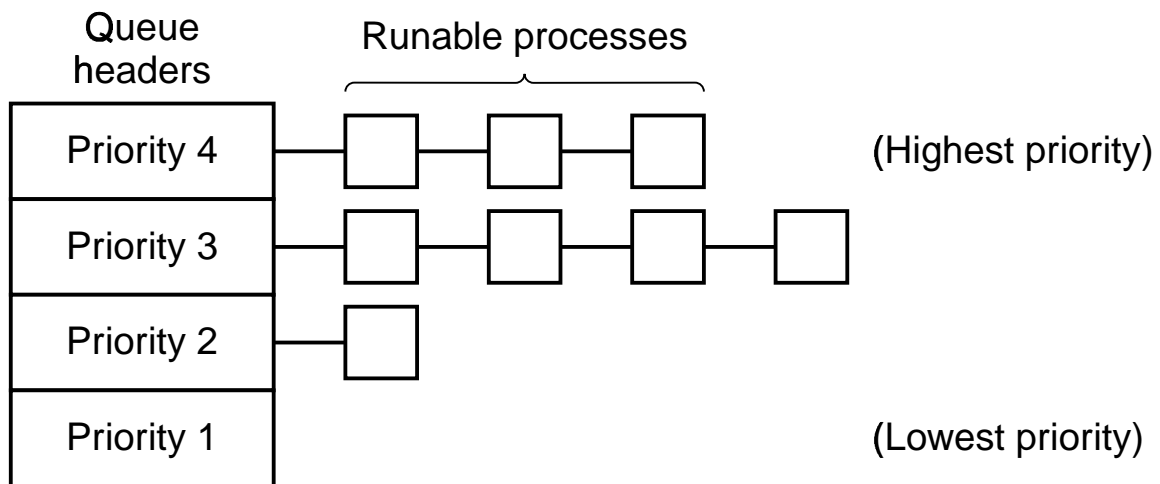 Queue
headers
Runable processes
Priority 4
(Highest priority)
Priority 3
Priority 2
Priority 1
(Lowest priority)